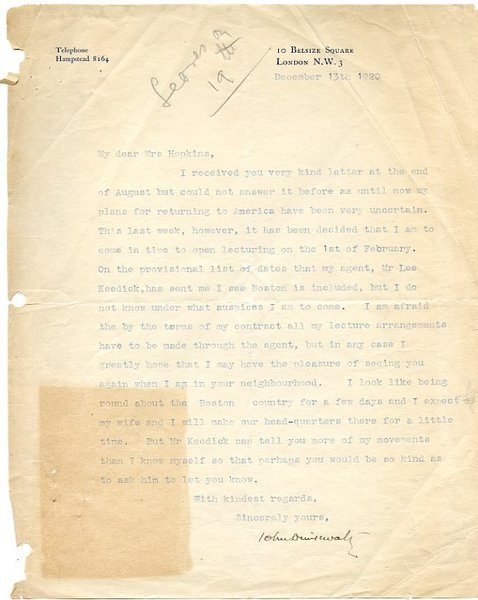 Telephone
Hampstead 8164
10 Belsize Square
London N.W. 3
December 13th 1920
on
19th
My dear Mrs Hopkins,
I received you very kind letter at the end
of August but could not answer it before as until now my
plans for returning to America have been very uncertain.
This last week, however, it has been decided that I am to
come in time to open lecturing on the 1st of February.
On the provisional list of dates that my agent, Mr Lee
Keedick,has sent me I see Boston is included, but I do
not know under what auspices I am to come. I am afraid
the by the terms of my contract all my lecture arrangements
have to be made through the agent, but in any case I
greatly hope that I may have the pleasure of seeing you
again when I am in your neighbourhood. I look like being
round about the Boston country for a few days and I expect
my wife and I will make our head-quarters there for a little
time. But Mr Keedick can tell you more of my movements
than I know myself so that perhaps you would be so kind as
to ask him to let you know.
With kindest regards,
Sincerely yours,
John Drinkwater